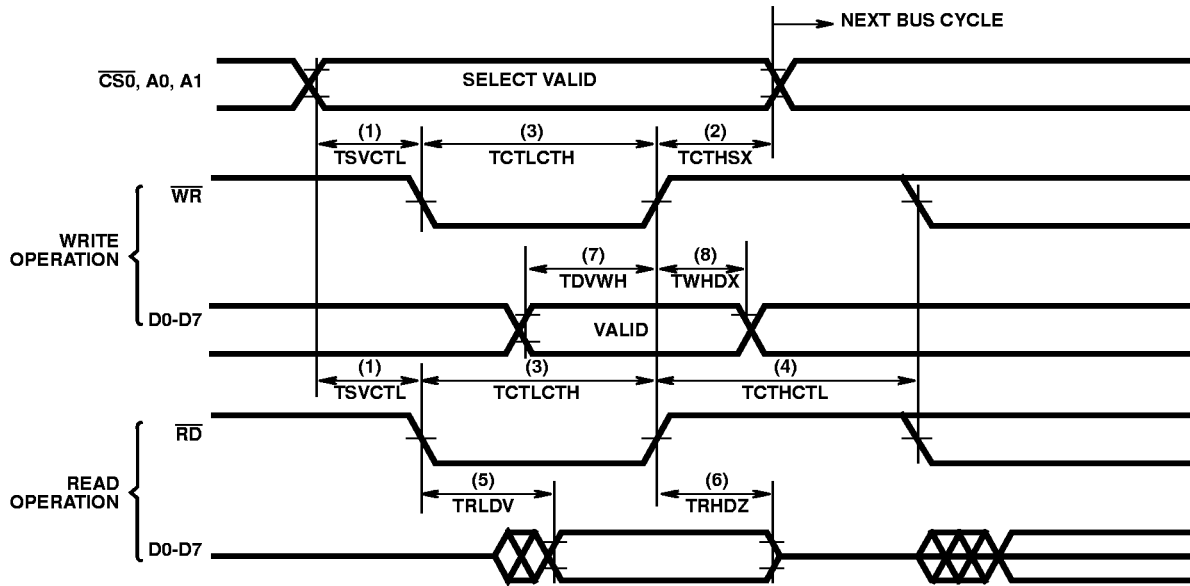 NEXT BUS CYCLE
CS0, A0, A1
SELECT VALID
(1) (3) (2)
TSVCTL TCTLCTH TCTHSX
WR
WRITE
OPERATION
(7) (8)
TDVWH TWHDX
D0-D7
VALID
(1) (3) (4)
TSVCTL TCTLCTH TCTHCTL
RD
READ
OPERATION
(5) (6)
TRLDV TRHDZ
D0-D7